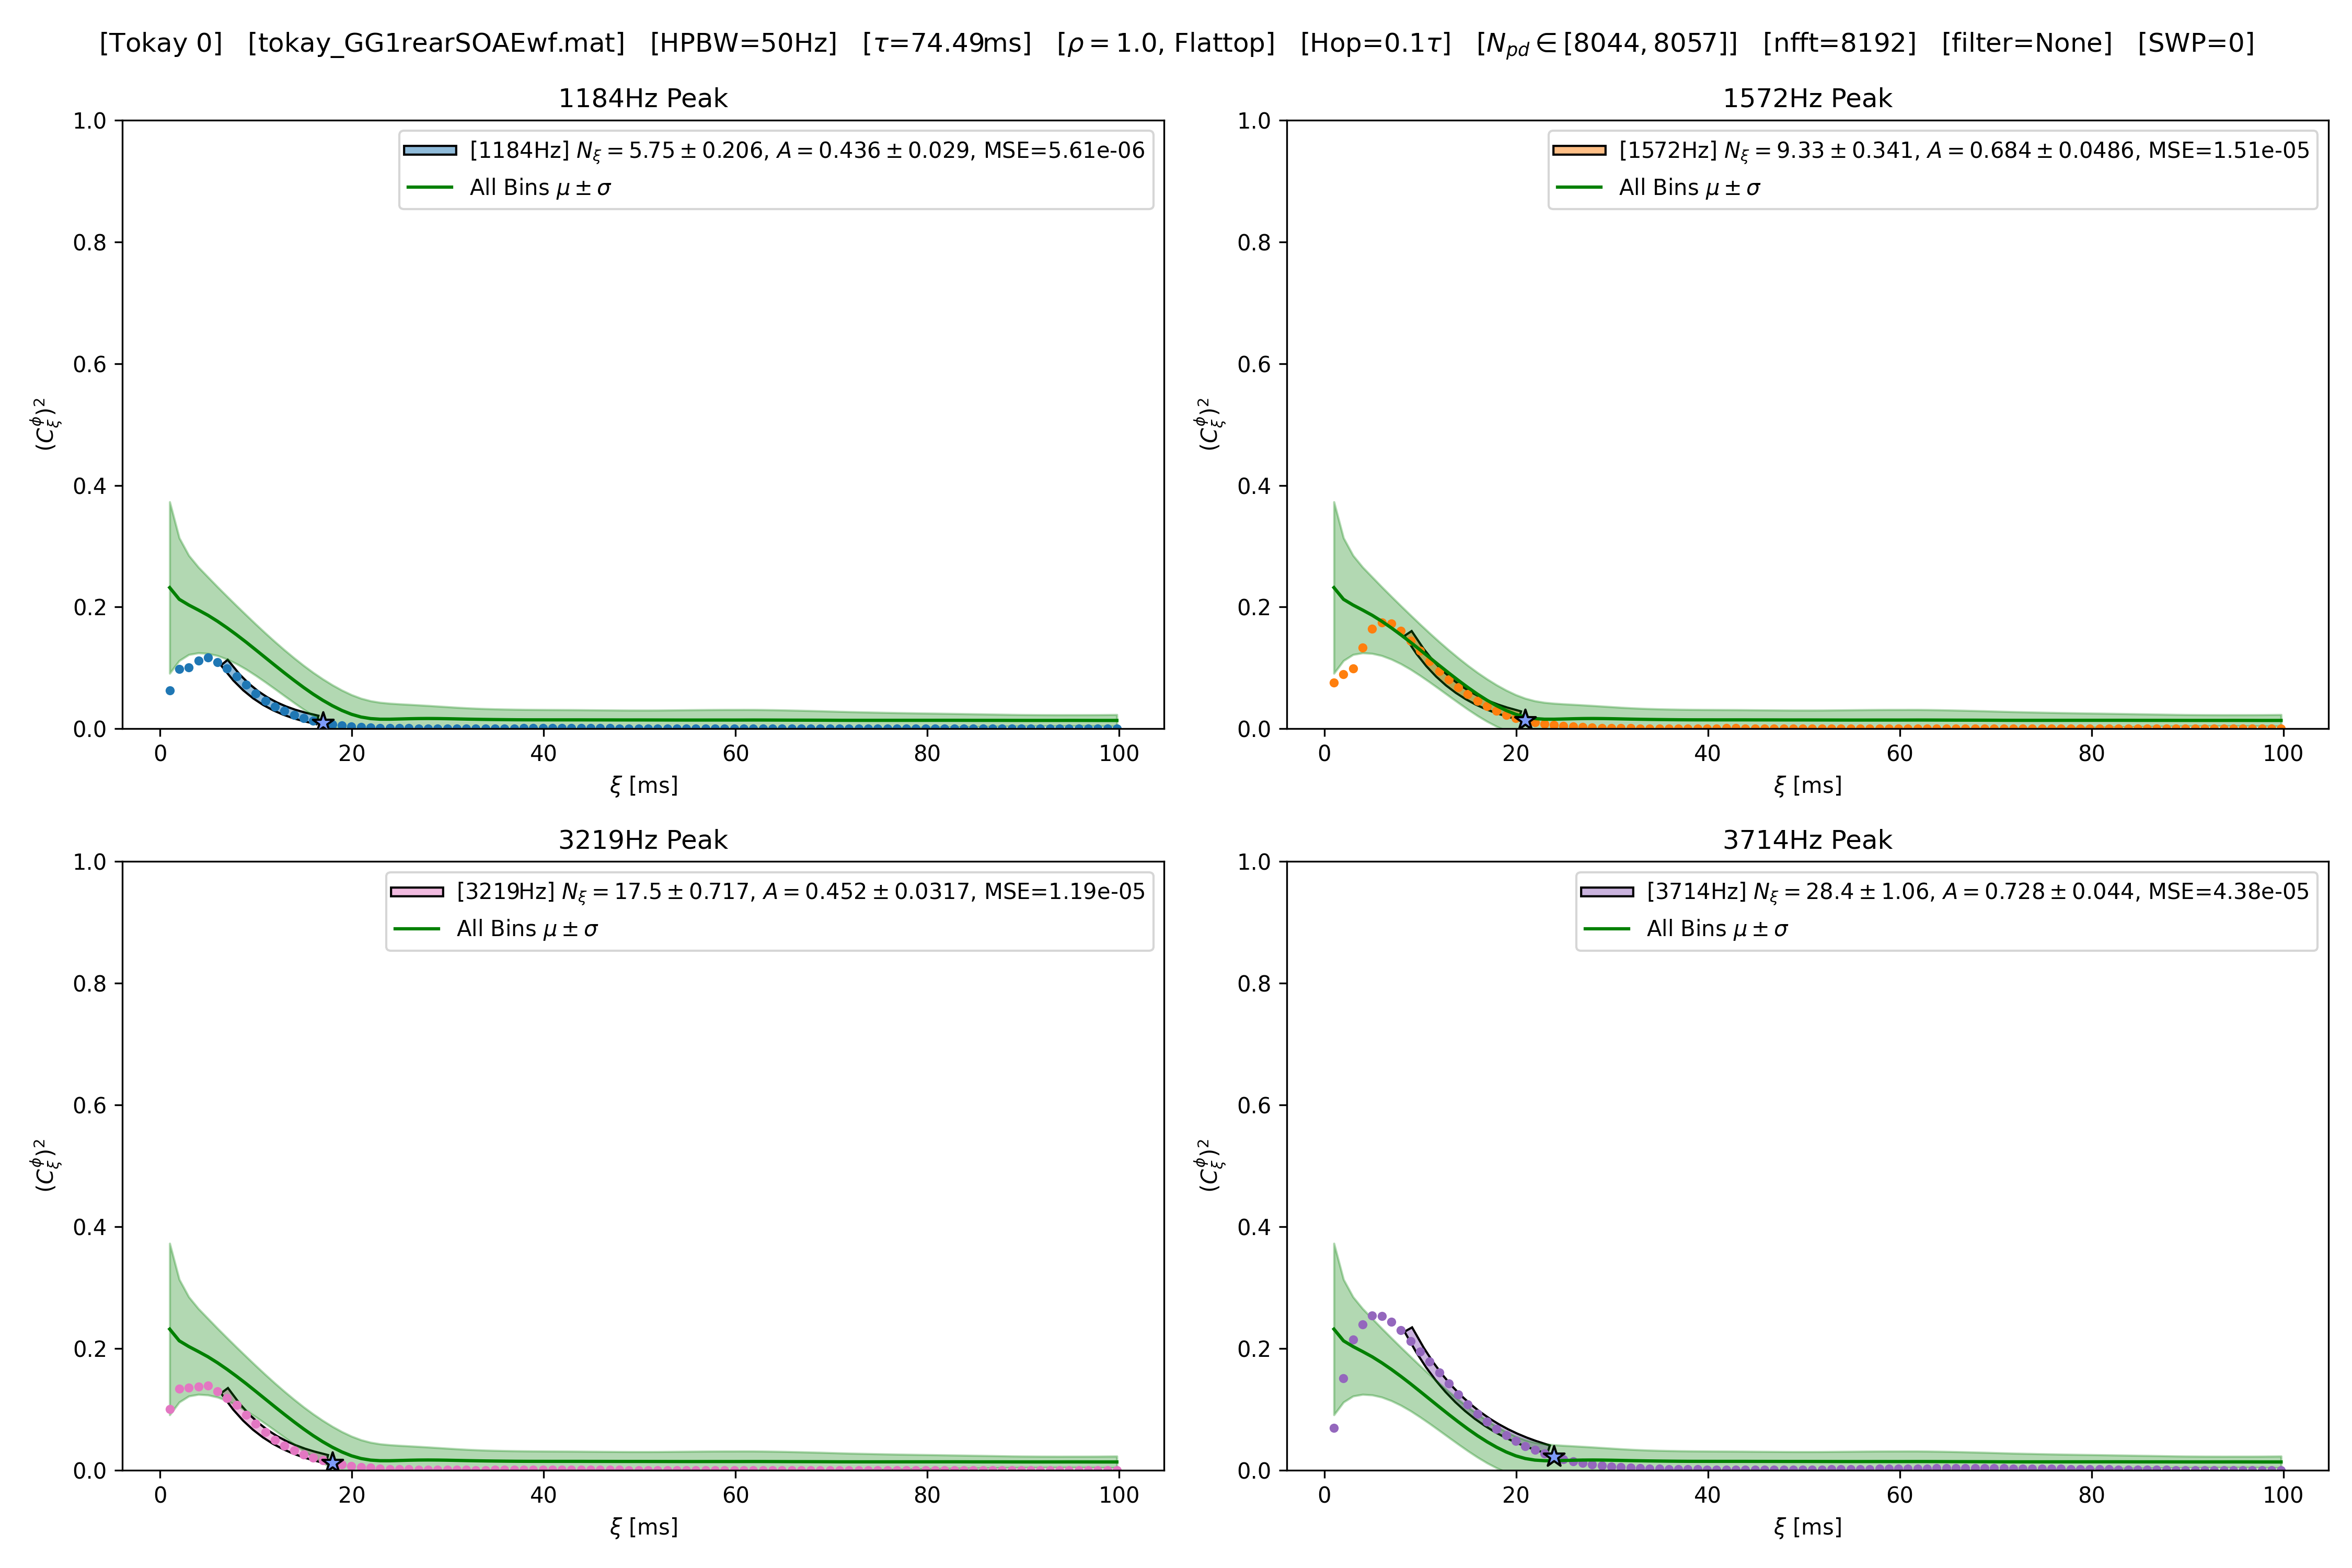 [Tokay 0] [tokay_GG1rearSOAEwf.mat] [HPBW=50Hz] [τ=74.49ms] [ρ = 1.0, Flattop] [Hop=0.1τ] [N_{pd} ∈ [8044, 8057]] [nfft=8192] [filter=None] [SWP=0]
1184Hz Peak
[1184Hz] N_ξ = 5.75 ± 0.206, A = 0.436 ± 0.029, MSE=5.61e-06
All Bins μ ± σ
1.0
0.8
0.6
0.4
0.2
0.0
(C_ξ^ϕ)^2
0 20 40 60 80 100
ξ [ms]
1572Hz Peak
[1572Hz] N_ξ = 9.33 ± 0.341, A = 0.684 ± 0.0486, MSE=1.51e-05
All Bins μ ± σ
1.0
0.8
0.6
0.4
0.2
0.0
(C_ξ^ϕ)^2
0 20 40 60 80 100
ξ [ms]
3219Hz Peak
[3219Hz] N_ξ = 17.5 ± 0.717, A = 0.452 ± 0.0317, MSE=1.19e-05
All Bins μ ± σ
1.0
0.8
0.6
0.4
0.2
0.0
(C_ξ^ϕ)^2
0 20 40 60 80 100
ξ [ms]
3714Hz Peak
[3714Hz] N_ξ = 28.4 ± 1.06, A = 0.728 ± 0.044, MSE=4.38e-05
All Bins μ ± σ
1.0
0.8
0.6
0.4
0.2
0.0
(C_ξ^ϕ)^2
0 20 40 60 80 100
ξ [ms]